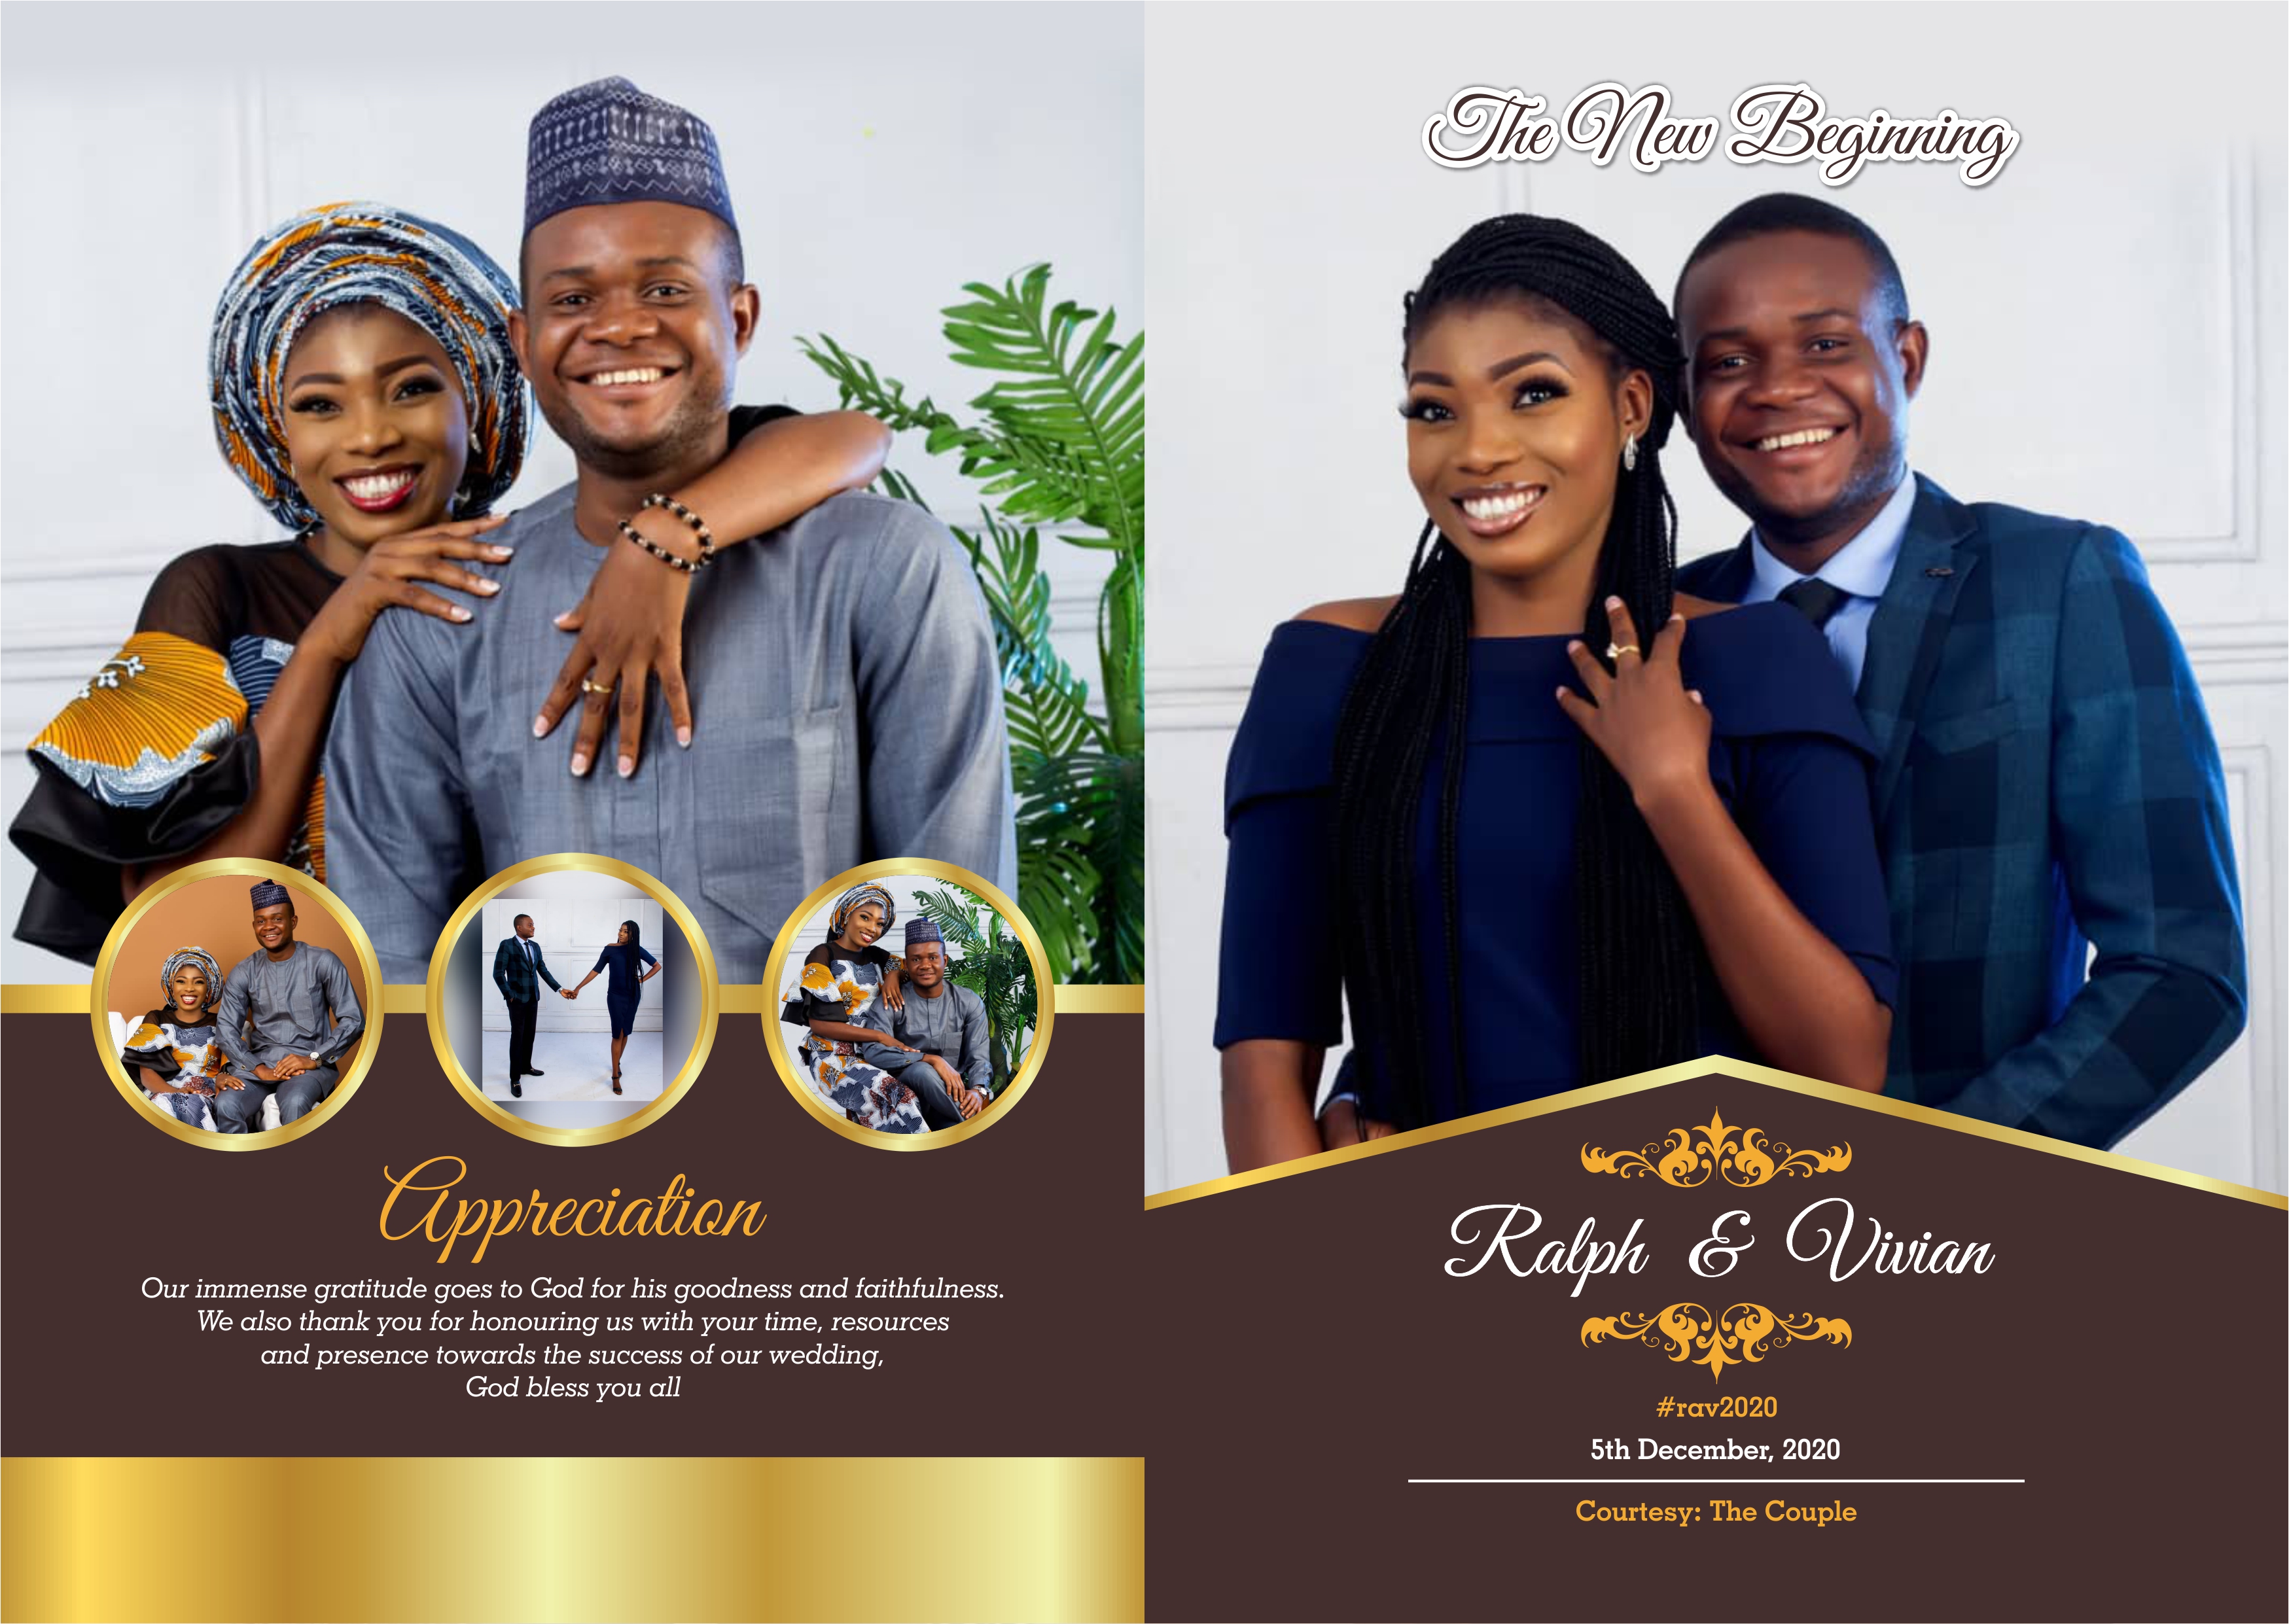 The New Beginning
Appreciation
Our immense gratitude goes to God for his goodness and faithfulness.
We also thank you for honouring us with your time, resources
and presence towards the success of our wedding,
God bless you all
Ralph & Vivian
#rav2020
5th December, 2020
Courtesy: The Couple